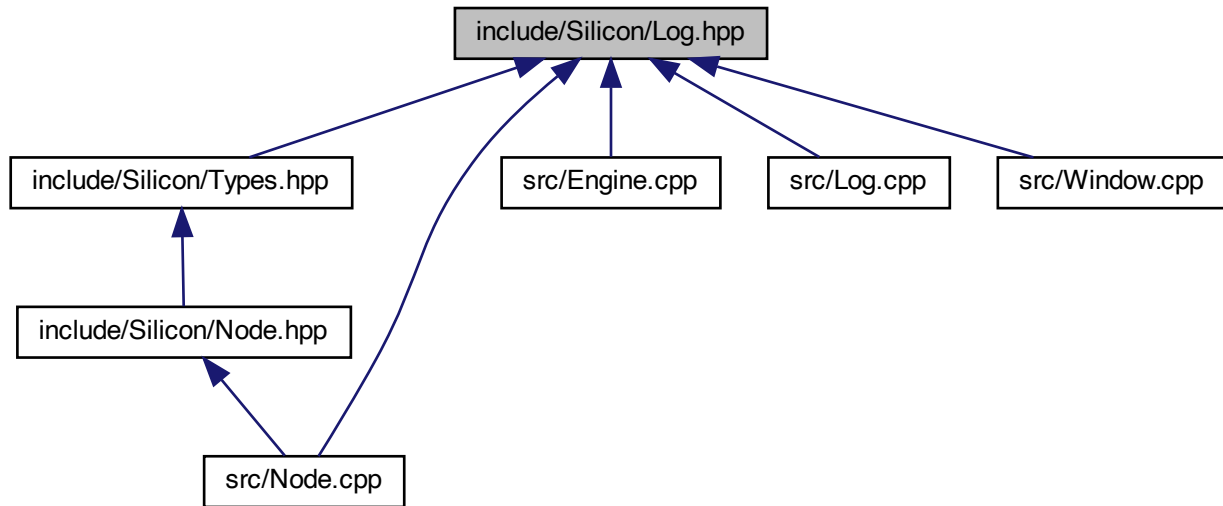 include/Silicon/Log.hpp
include/Silicon/Types.hpp
src/Engine.cpp
src/Log.cpp
src/Window.cpp
include/Silicon/Node.hpp
src/Node.cpp